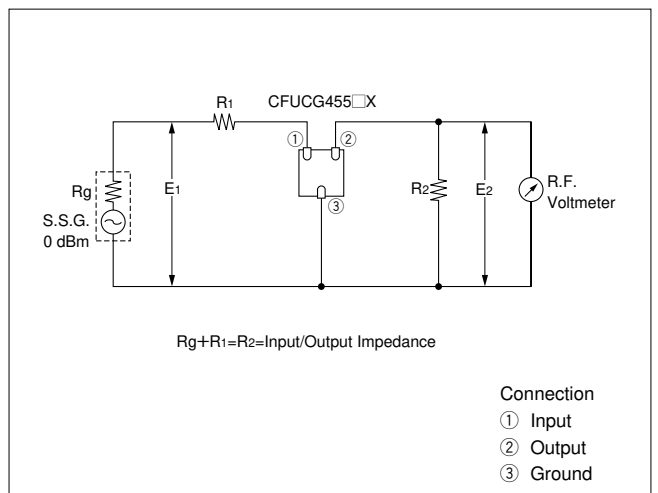 R1
CFUCG455□X
①
②
③
Rg
S.S.G.
0 dBm
E1
R2
E2
R.F.
Voltmeter
Rg+R1=R2=Input/Output Impedance
Connection
① Input
② Output
③ Ground